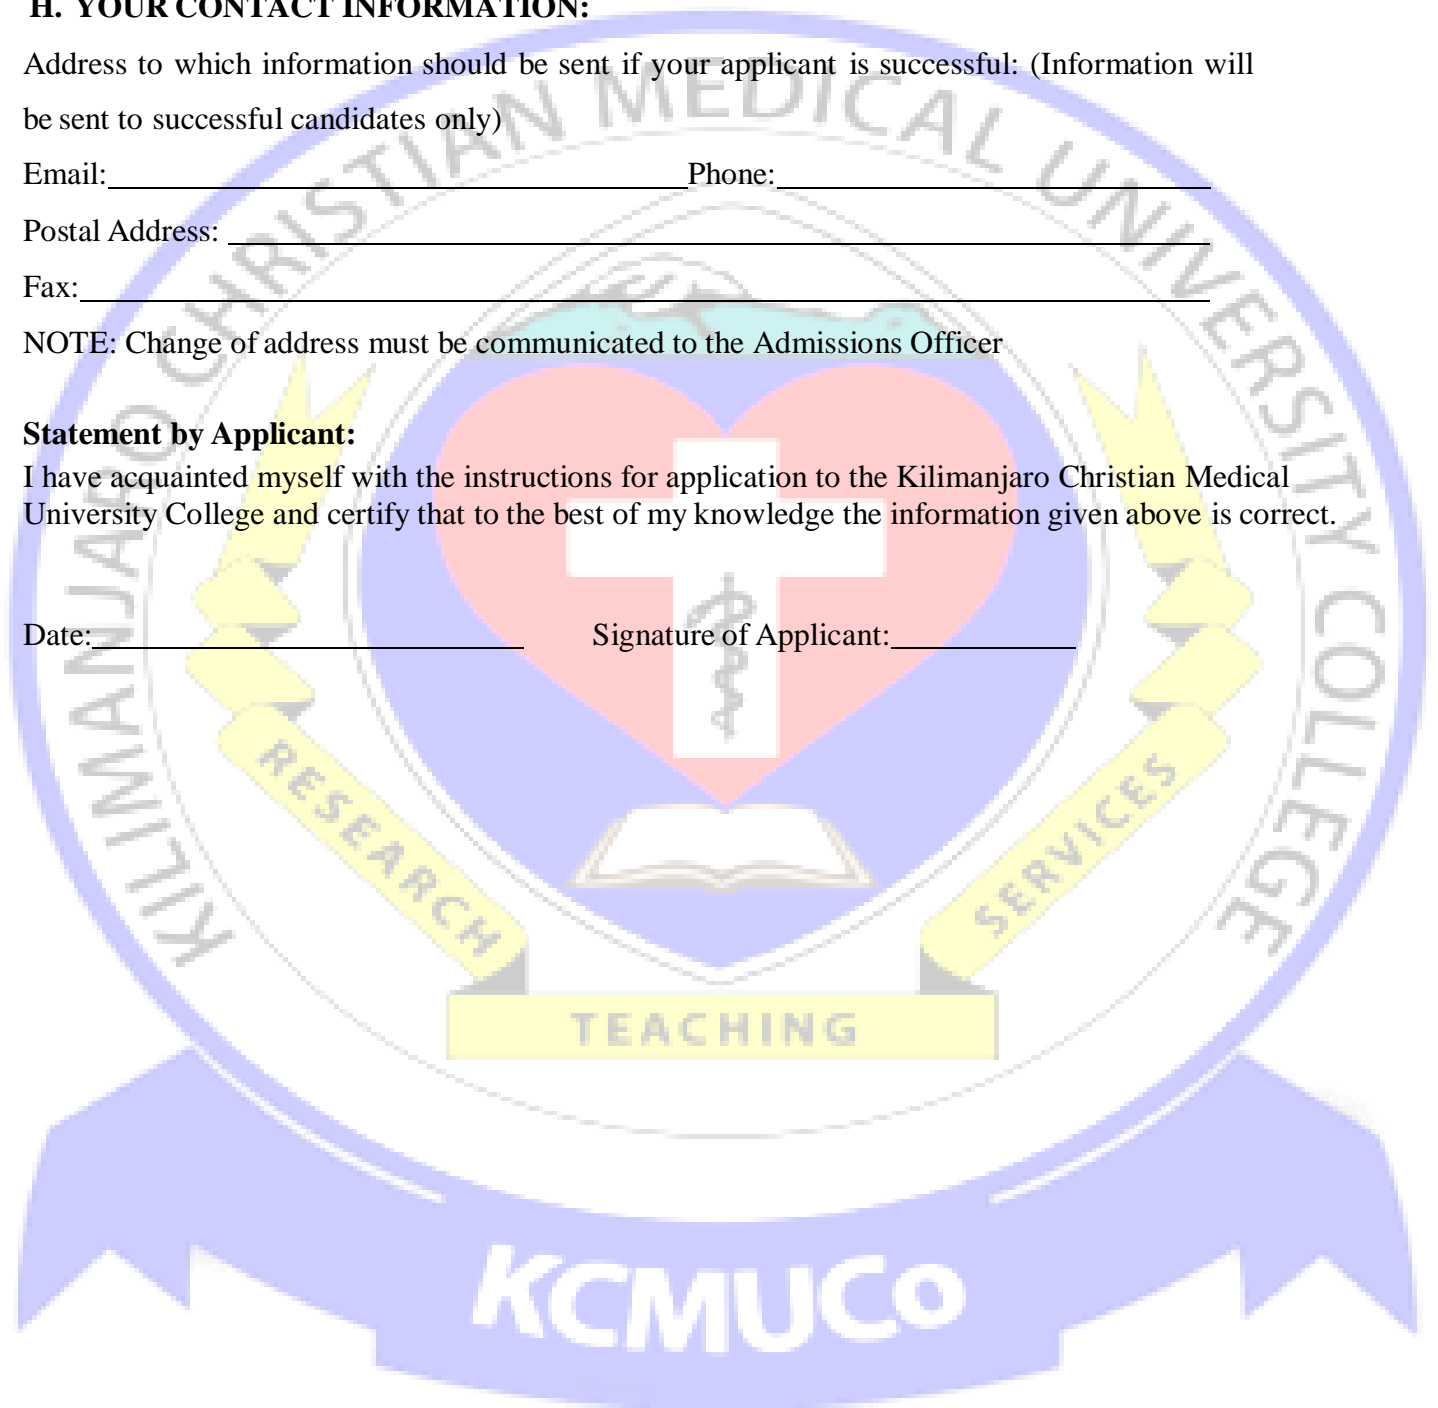 H. YOUR CONTACT INFORMATION:
Address to which information should be sent if your applicant is successful: (Information will
be sent to successful candidates only)
Email: Phone:
Postal Address:
Fax:
NOTE: Change of address must be communicated to the Admissions Officer
Statement by Applicant:
I have acquainted myself with the instructions for application to the Kilimanjaro Christian Medical
University College and certify that to the best of my knowledge the information given above is correct.
Date: Signature of Applicant:
KILIMANJARO CHRISTIAN MEDICAL UNIVERSITY COLLEGE
RESEARCH
TEACHING
SERVICES
KCMUCo